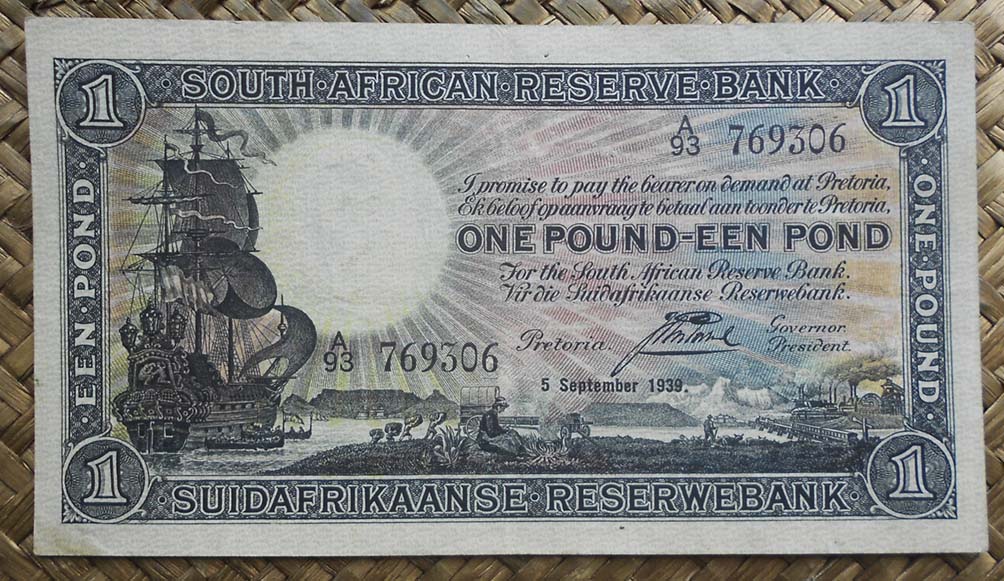 1 SOUTH·AFRICAN·RESERVE·BANK 1
A/93 769306
I promise to pay the bearer on demand at Pretoria,
Ek beloof op aanvraag te betaal aan toonder te Pretoria,
ONE POUND-EEN POND
For the South African Reserve Bank.
Vir die Suidafrikaanse Reserwebank.
A/93 769306
Pretoria. Governor.
President.
5 September 1939.
EEN·POND
ONE·POUND
1 SUIDAFRIKAANSE·RESERWEBANK 1